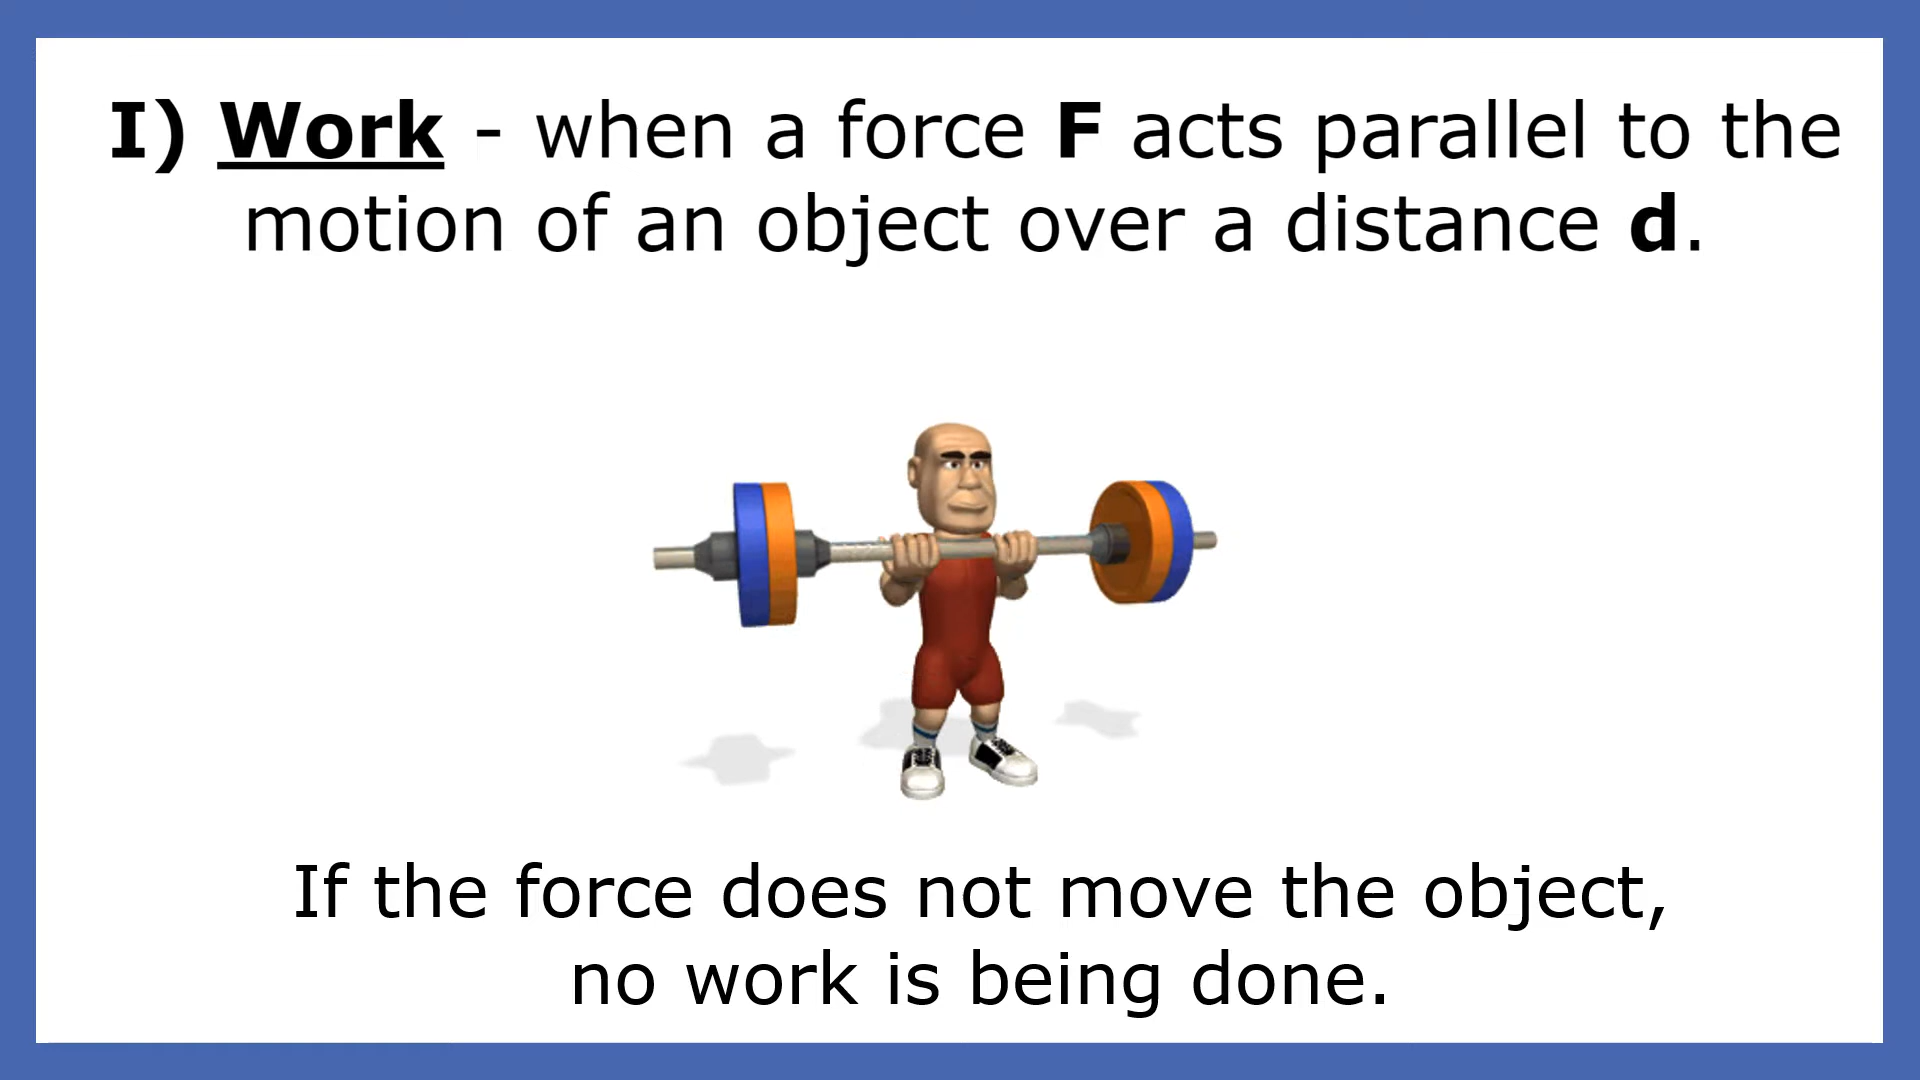 I) Work - when a force F acts parallel to the
motion of an object over a distance d.
If the force does not move the object,
no work is being done.